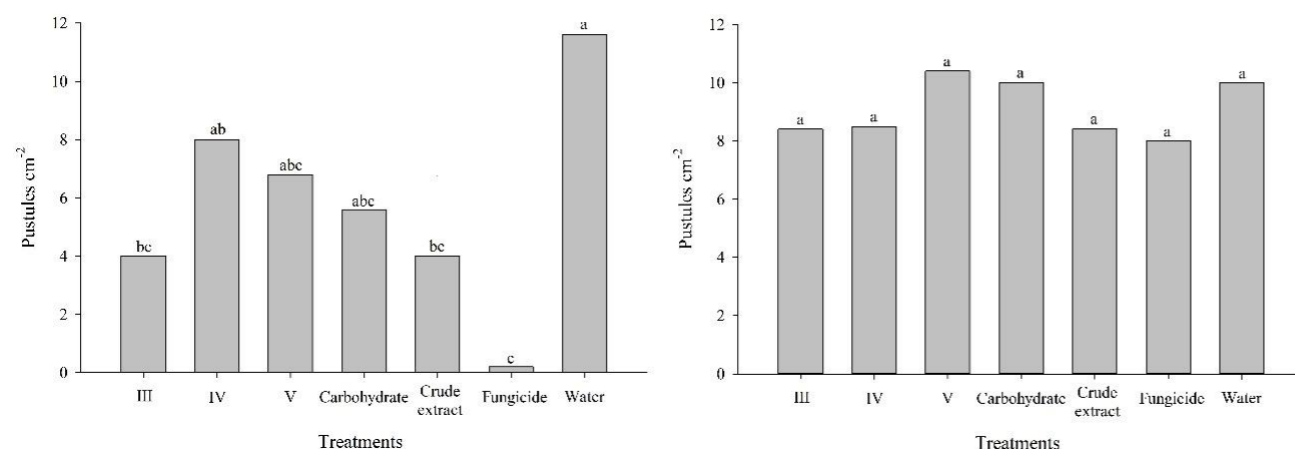 12
10
8
6
4
2
0
Pustules cm-2
bc
ab
abc
abc
bc
c
a
III
IV
V
Carbohydrate
Crude
extract
Fungicide
Water
Treatments
12
10
8
6
4
2
0
Pustules cm-2
a
a
a
a
a
a
a
III
IV
V
Carbohydrate
Crude
extract
Fungicide
Water
Treatments